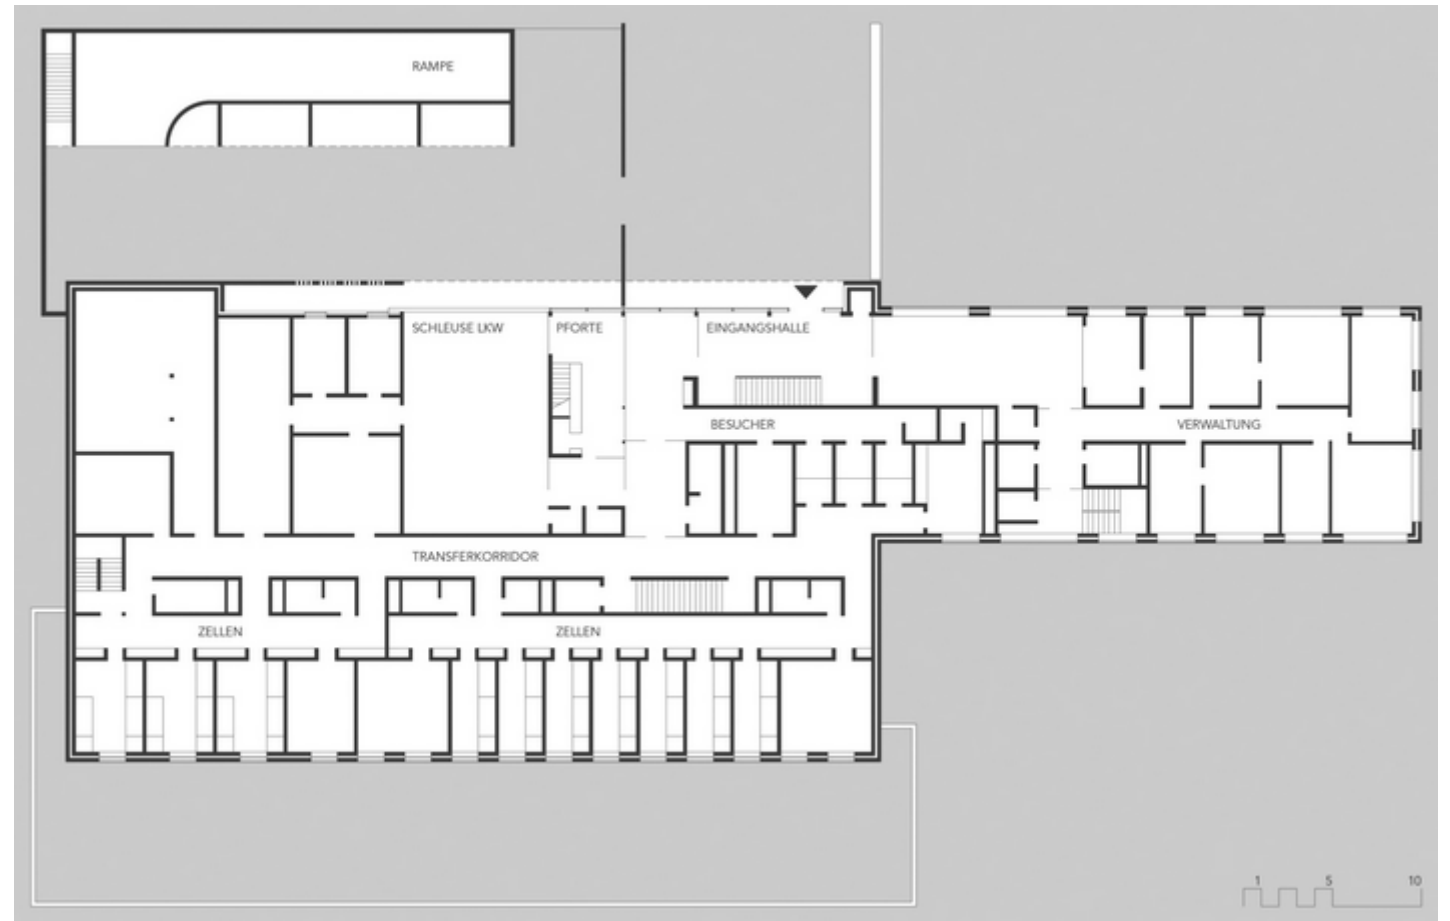 RAMPE
SCHLEUSE LKW
PFORTE
EINGANGSHALLE
BESUCHER
VERWALTUNG
TRANSFERKORRIDOR
ZELLEN
ZELLEN
1 5 10